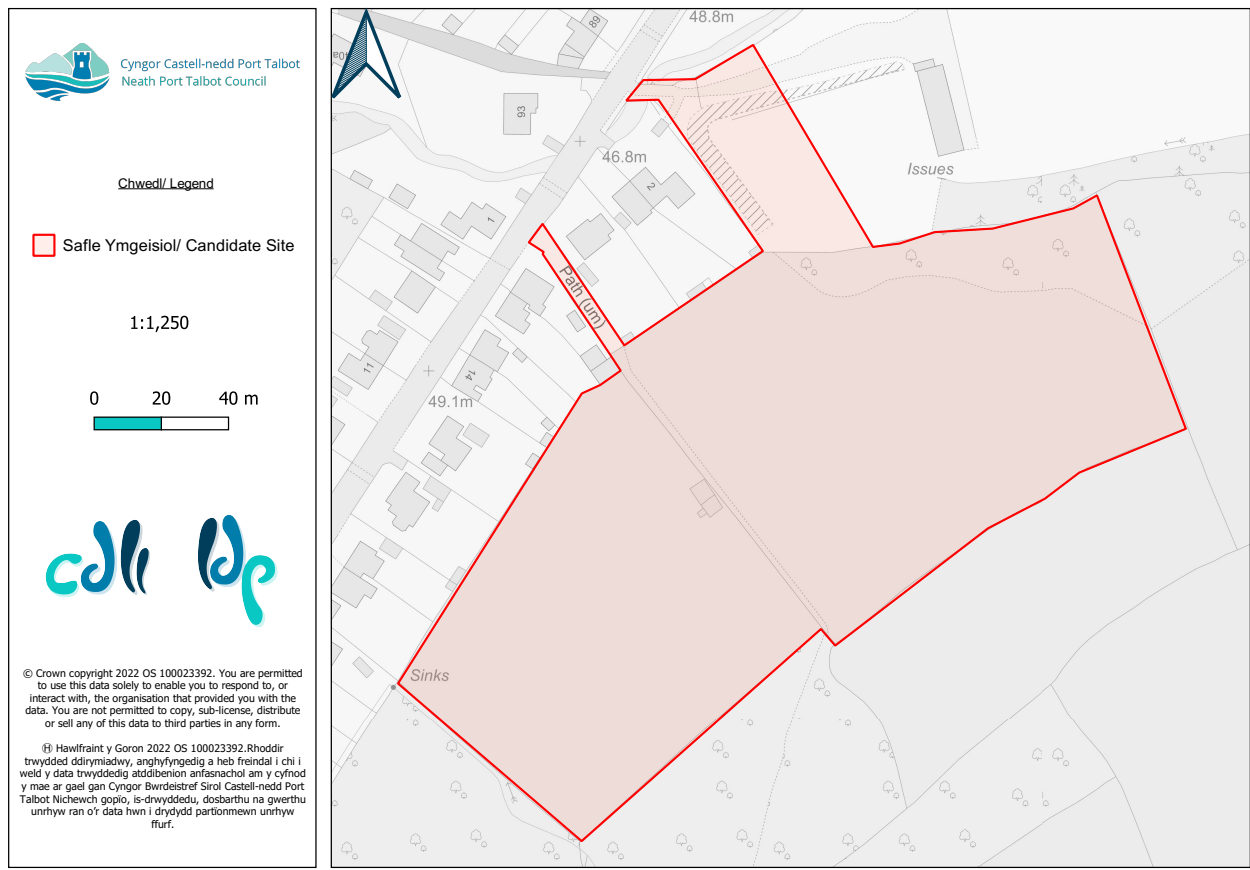 Cyngor Castell-nedd Port Talbot
Neath Port Talbot Council
Chwedl/ Legend
Safle Ymgeisiol/ Candidate Site
1:1,250
0 20 40 m
cdll ldp
© Crown copyright 2022 OS 100023392. You are permitted
to use this data solely to enable you to respond to, or
interact with, the organisation that provided you with the
data. You are not permitted to copy, sub-license, distribute
or sell any of this data to third parties in any form.
Ⓗ Hawlfraint y Goron 2022 OS 100023392.Rhoddir
trwydded ddirymiadwy, anghyfyngedig a heb freindal i chi i
weld y data trwyddedig atddibenion anfasnachol am y cyfnod
y mae ar gael gan Cyngor Bwrdeistref Sirol Castell-nedd Port
Talbot Nichewch gopïo, is-drwyddedu, dosbarthu na gwerthu
unrhyw ran o'r data hwn i drydydd partïonmewn unrhyw
ffurf.
48.8m
89
93
46.8m
Issues
2
1
Path (um)
11
14
49.1m
Sinks